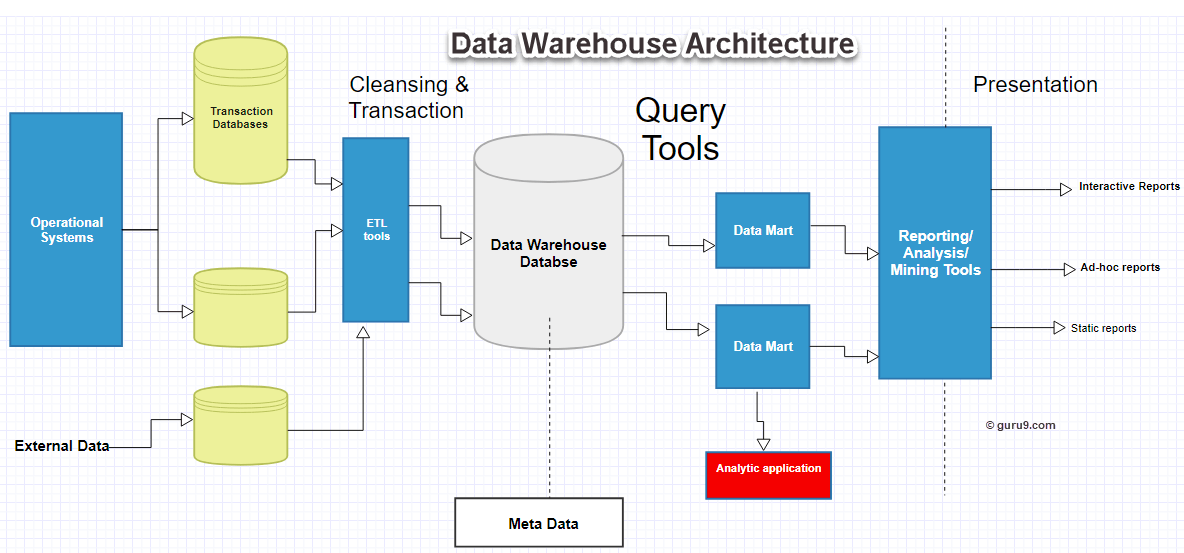 Data Warehouse Architecture
Cleansing &
Transaction
Query
Tools
Presentation
Transaction
Databases
Operational
Systems
ETL
tools
Data Warehouse
Databse
Data Mart
Data Mart
Reporting/
Analysis/
Mining Tools
Interactive Reports
Ad-hoc reports
Static reports
External Data
Analytic application
Meta Data
© guru9.com